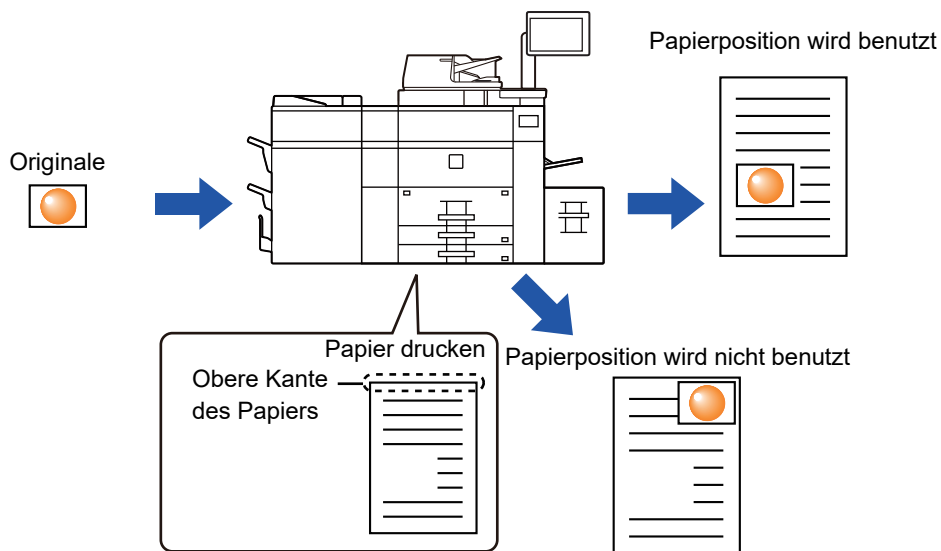 Papierposition wird benutzt
Originale
Papier drucken
Obere Kante
des Papiers
Papierposition wird nicht benutzt